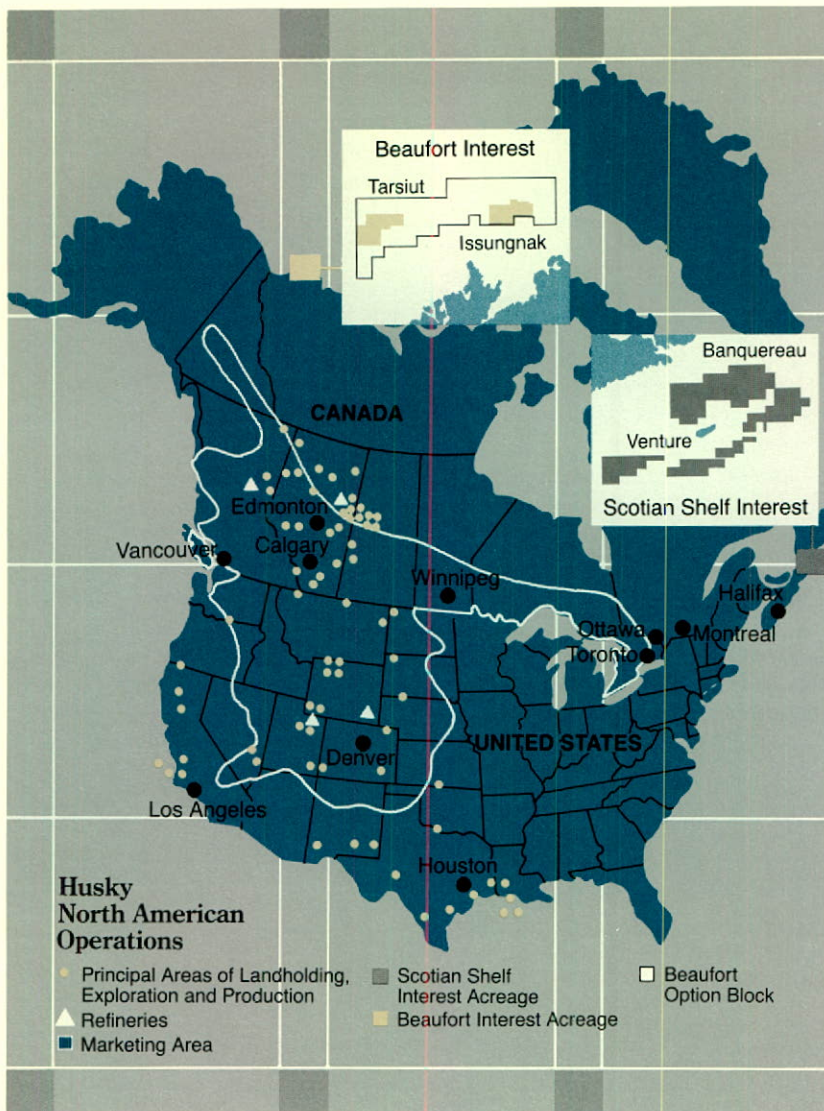 Beaufort Interest
Tarsiut
Issungnak
Banquereau
Venture
Scotian Shelf Interest
CANADA
Edmonton
Calgary
Vancouver
Winnipeg
Halifax
Ottawa
Montreal
Toronto
UNITED STATES
Denver
Los Angeles
Houston
Husky
North American
Operations
Principal Areas of Landholding,
Exploration and Production
Refineries
Marketing Area
Scotian Shelf
Interest Acreage
Beaufort Interest Acreage
Beaufort
Option Block